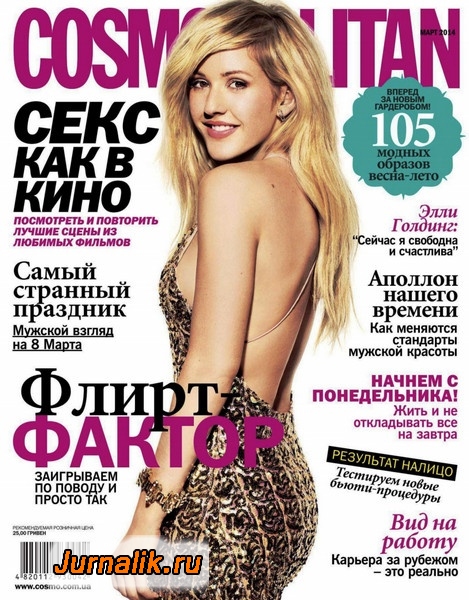 COSMOPOLITAN
МАРТ 2014
ВПЕРЕД
ЗА НОВЫМ
ГАРДЕРОБОМ!
105
модных
образов
весна-лето
СЕКС
КАК В
КИНО
ПОСМОТРЕТЬ И ПОВТОРИТЬ
ЛУЧШИЕ СЦЕНЫ ИЗ
ЛЮБИМЫХ ФИЛЬМОВ
Элли
Голдинг:
“Сейчас я свободна
и счастлива”
Самый
странный
праздник
Мужской взгляд
на 8 Марта
Аполлон
нашего
времени
Как меняются
стандарты
мужской красоты
Флирт-
ФАКТОР
ЗАИГРЫВАЕМ
ПО ПОВОДУ И
ПРОСТО ТАК
НАЧНЕМ С
ПОНЕДЕЛЬНИКА!
Жить и не
откладывать все
на завтра
РЕЗУЛЬТАТ НАЛИЦО
Тестируем новые
бьюти-процедуры
Вид на
работу
Карьера за рубежом
– это реально
РЕКОМЕНДУЕМАЯ РОЗНИЧНАЯ ЦЕНА
25,00 ГРИВЕН
Jurnalik.ru
www.cosmo.com.ua